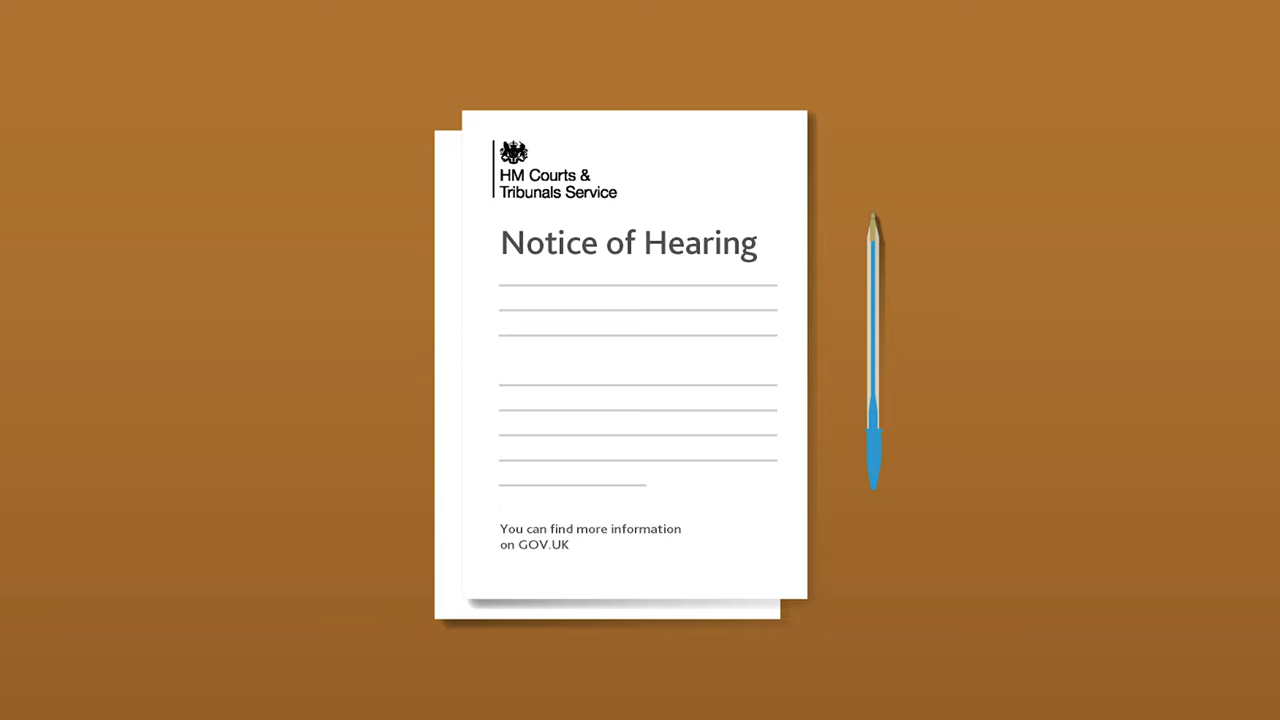 HM Courts &
Tribunals Service
Notice of Hearing
You can find more information
on GOV.UK